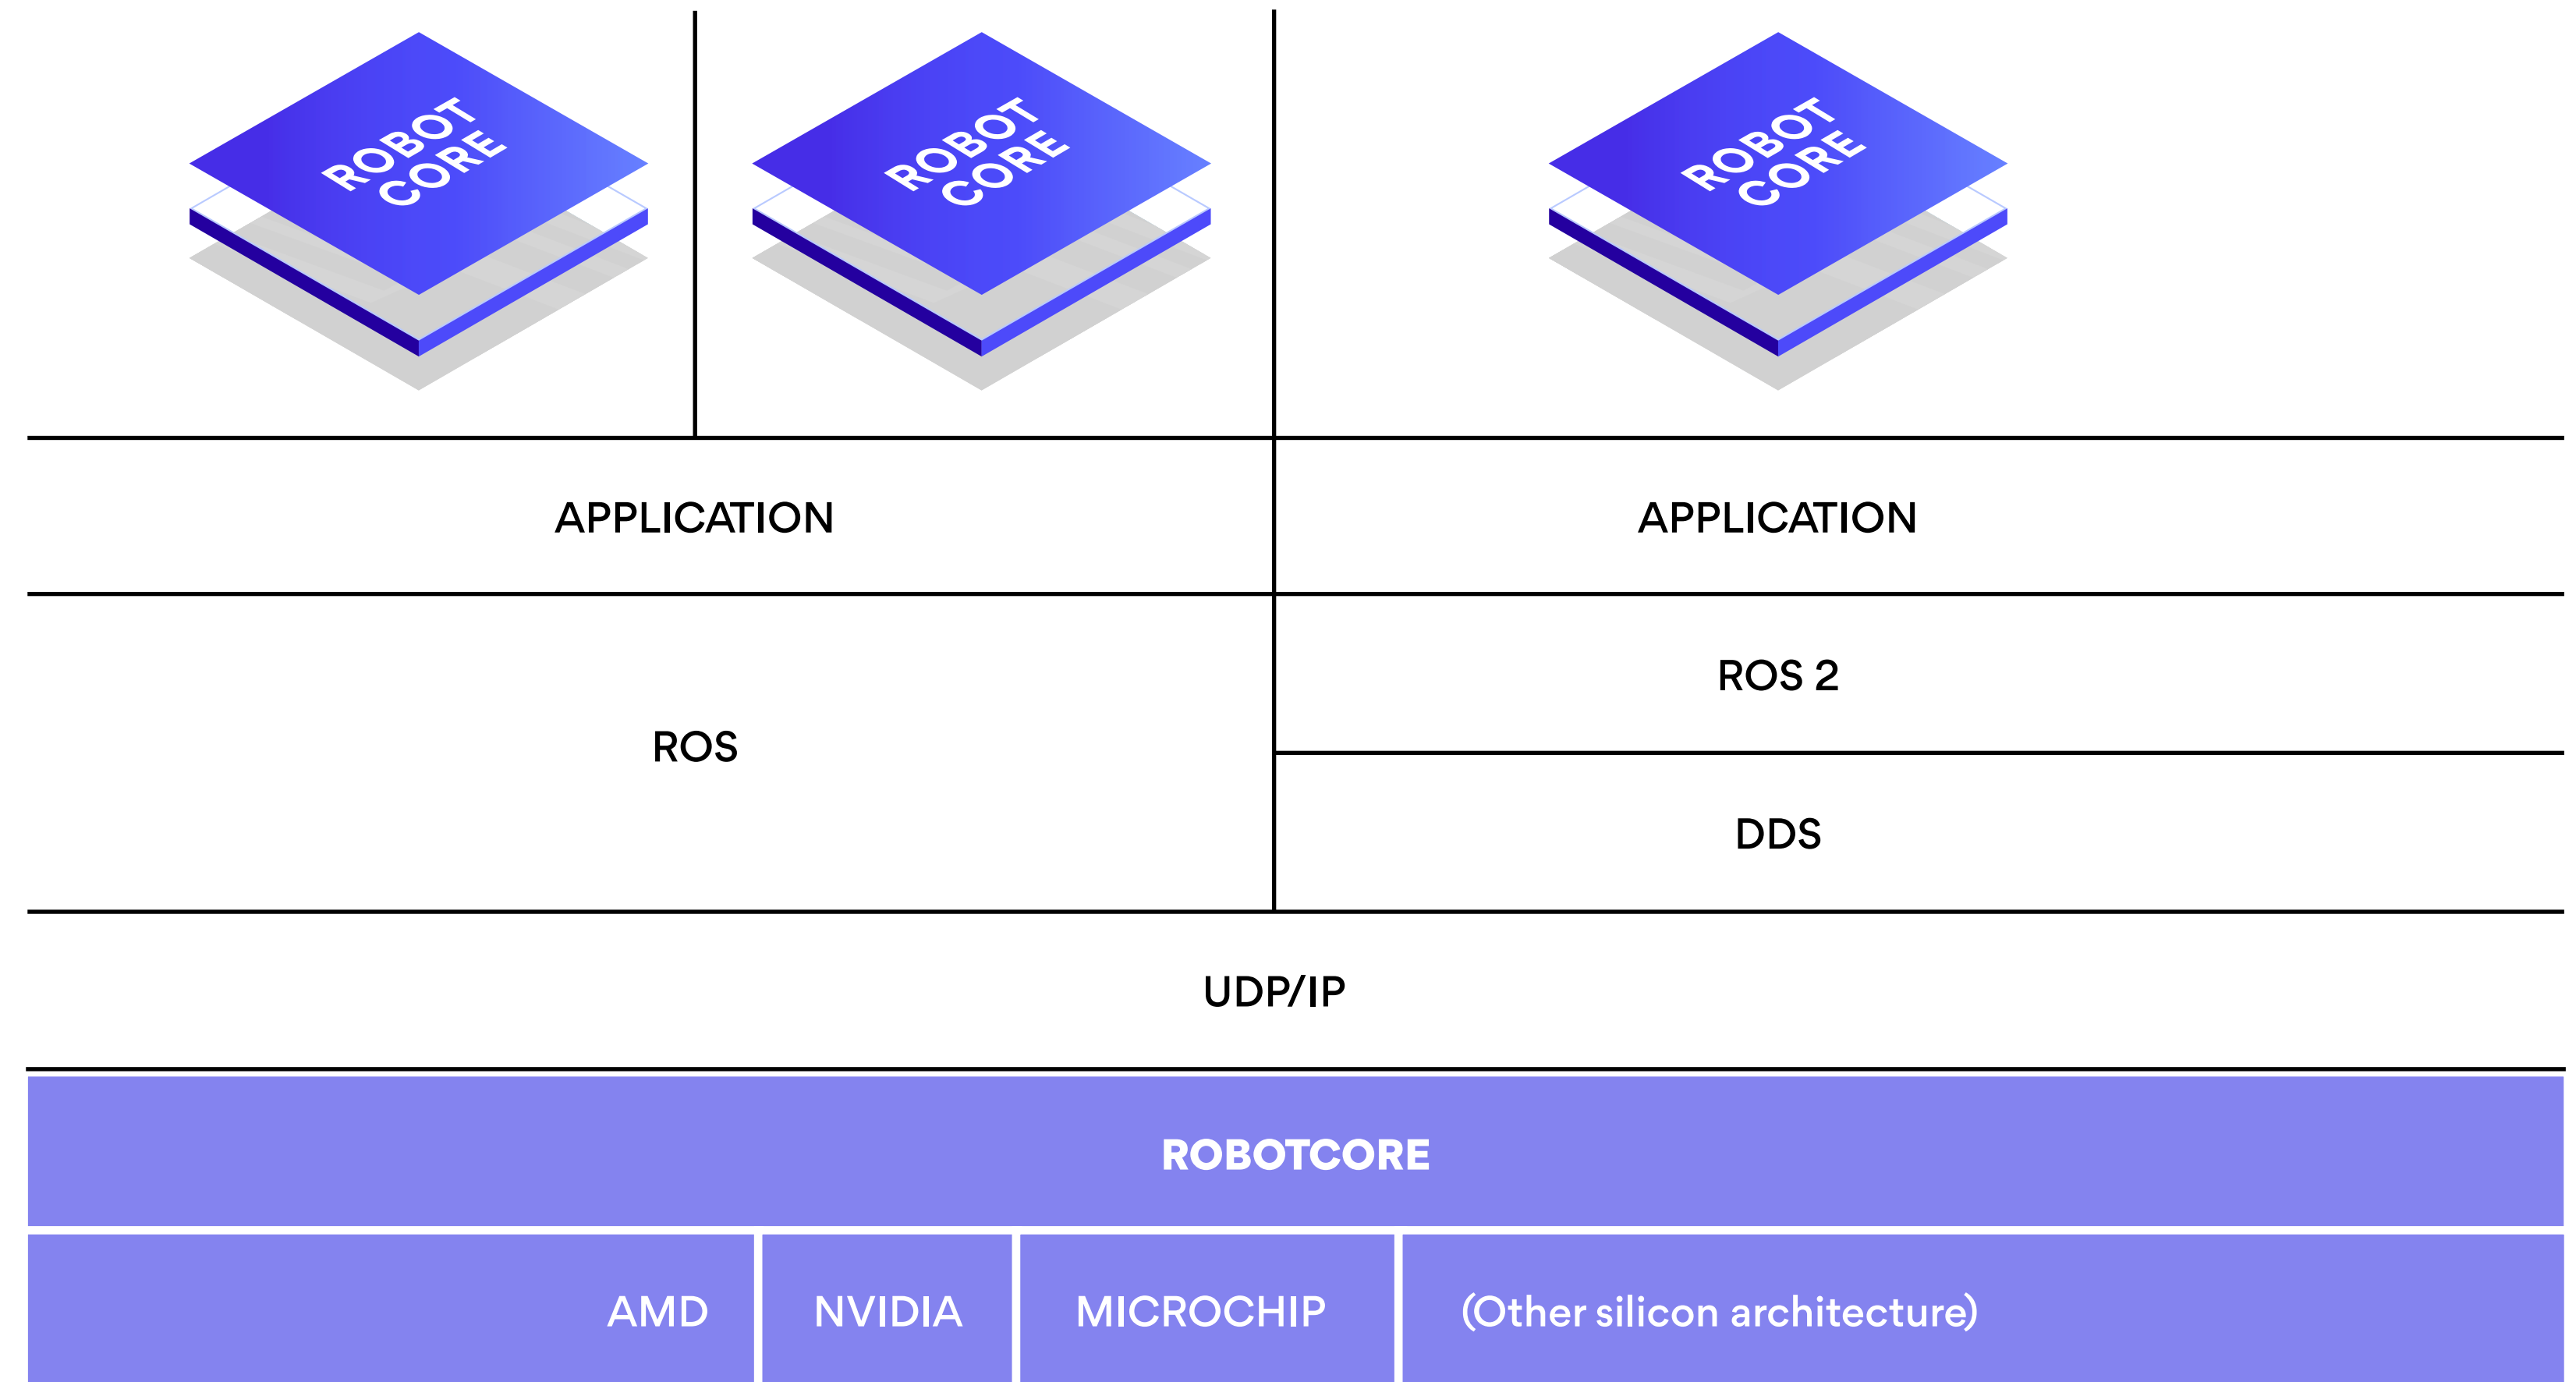 ROBOT
CORE
ROBOT
CORE
ROBOT
CORE
APPLICATION
APPLICATION
ROS
ROS 2
DDS
UDP/IP
ROBOTCORE
AMD
NVIDIA
MICROCHIP
(Other silicon architecture)